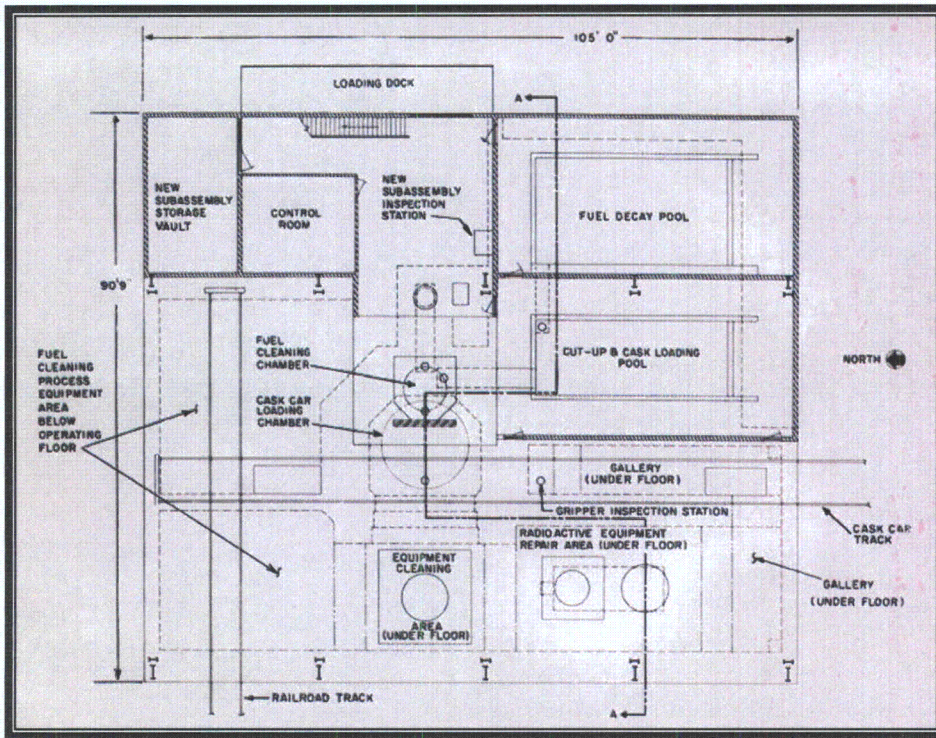 105' 0"
LOADING DOCK
A
NEW
SUBASSEMBLY
STORAGE
VAULT
CONTROL
ROOM
NEW
SUBASSEMBLY
INSPECTION
STATION
FUEL DECAY POOL
90'9"
FUEL
CLEANING
PROCESS
EQUIPMENT
AREA
BELOW
OPERATING
FLOOR
FUEL
CLEANING
CHAMBER
CASK CAR
LOADING
CHAMBER
CUT-UP & CASK LOADING
POOL
NORTH
GALLERY
(UNDER FLOOR)
GRIPPER INSPECTION STATION
CASK CAR
TRACK
RADIOACTIVE EQUIPMENT
REPAIR AREA (UNDER FLOOR)
EQUIPMENT
CLEANING
AREA
(UNDER FLOOR)
GALLERY
(UNDER FLOOR)
RAILROAD TRACK
A